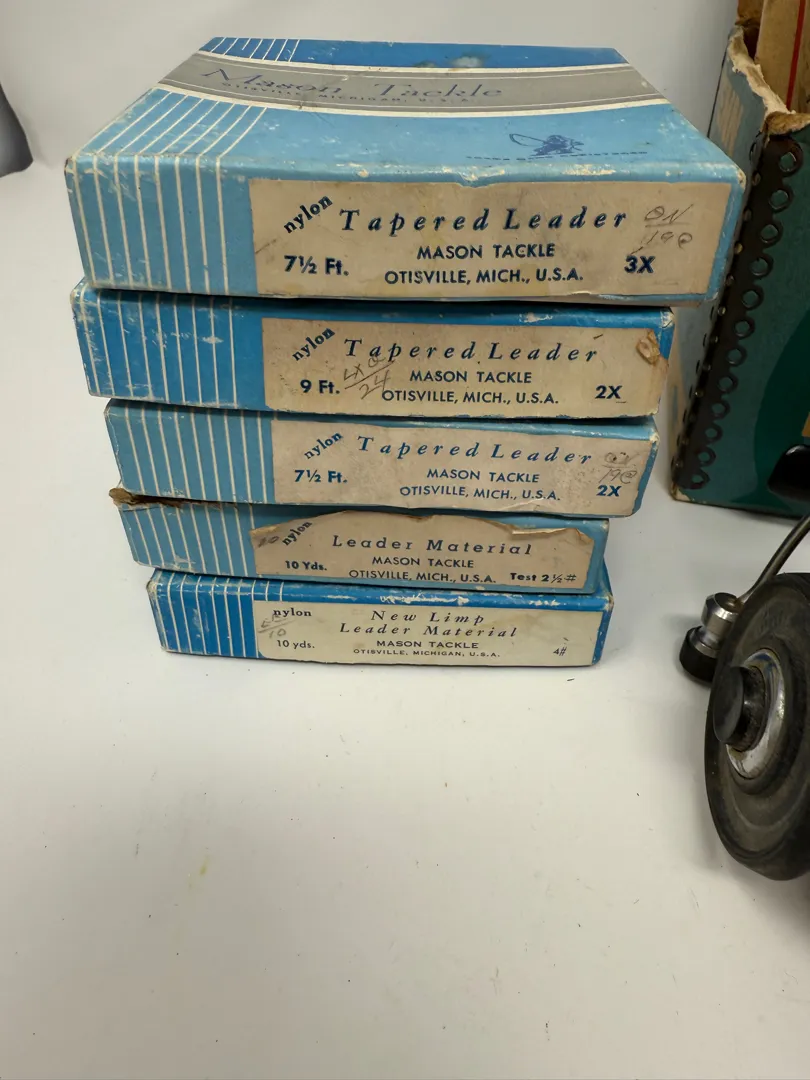 Mason Tackle
OTISVILLE, MICHIGAN, U.S.A.
nylon
Tapered Leader
7½ Ft.
MASON TACKLE
OTISVILLE, MICH., U.S.A.
3X
nylon
Tapered Leader
9 Ft.
MASON TACKLE
OTISVILLE, MICH., U.S.A.
2X
24
nylon
Tapered Leader
7½ Ft.
MASON TACKLE
OTISVILLE, MICH., U.S.A.
2X
nylon
Leader Material
10 Yds.
MASON TACKLE
OTISVILLE, MICH., U.S.A.
Test 2½#
nylon
New Limp
Leader Material
10
10 yds.
MASON TACKLE
OTISVILLE, MICHIGAN, U.S.A.
4#